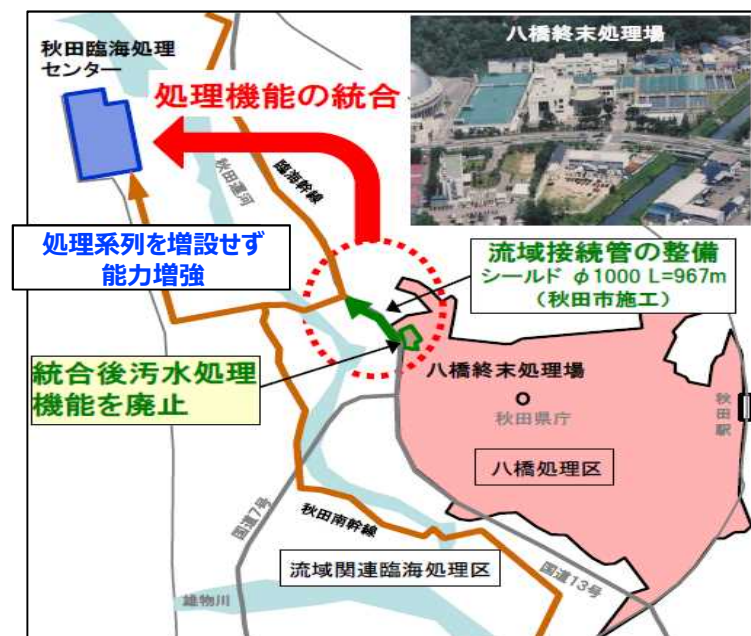 秋田臨海処理
センター
八橋終末処理場
処理機能の統合
臨海幹線
秋田運河
処理系列を増設せず
能力増強
流域接続管の整備
シールド φ1000 L=967m
（秋田市施工）
統合後汚水処理
機能を廃止
八橋終末処理場
秋田県庁
秋田駅
八橋処理区
国道7号
秋田南幹線
流域関連臨海処理区
国道13号
雄物川